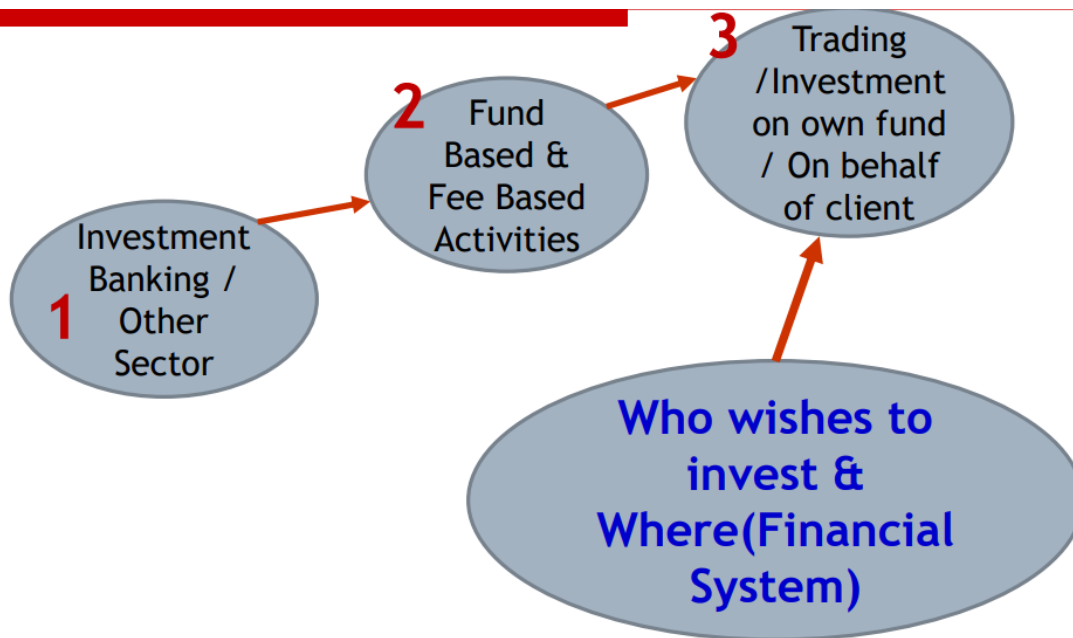 1
Investment
Banking /
Other
Sector
2
Fund
Based &
Fee Based
Activities
3
Trading
/Investment
on own fund
/ On behalf
of client
Who wishes to
invest &
Where(Financial
System)